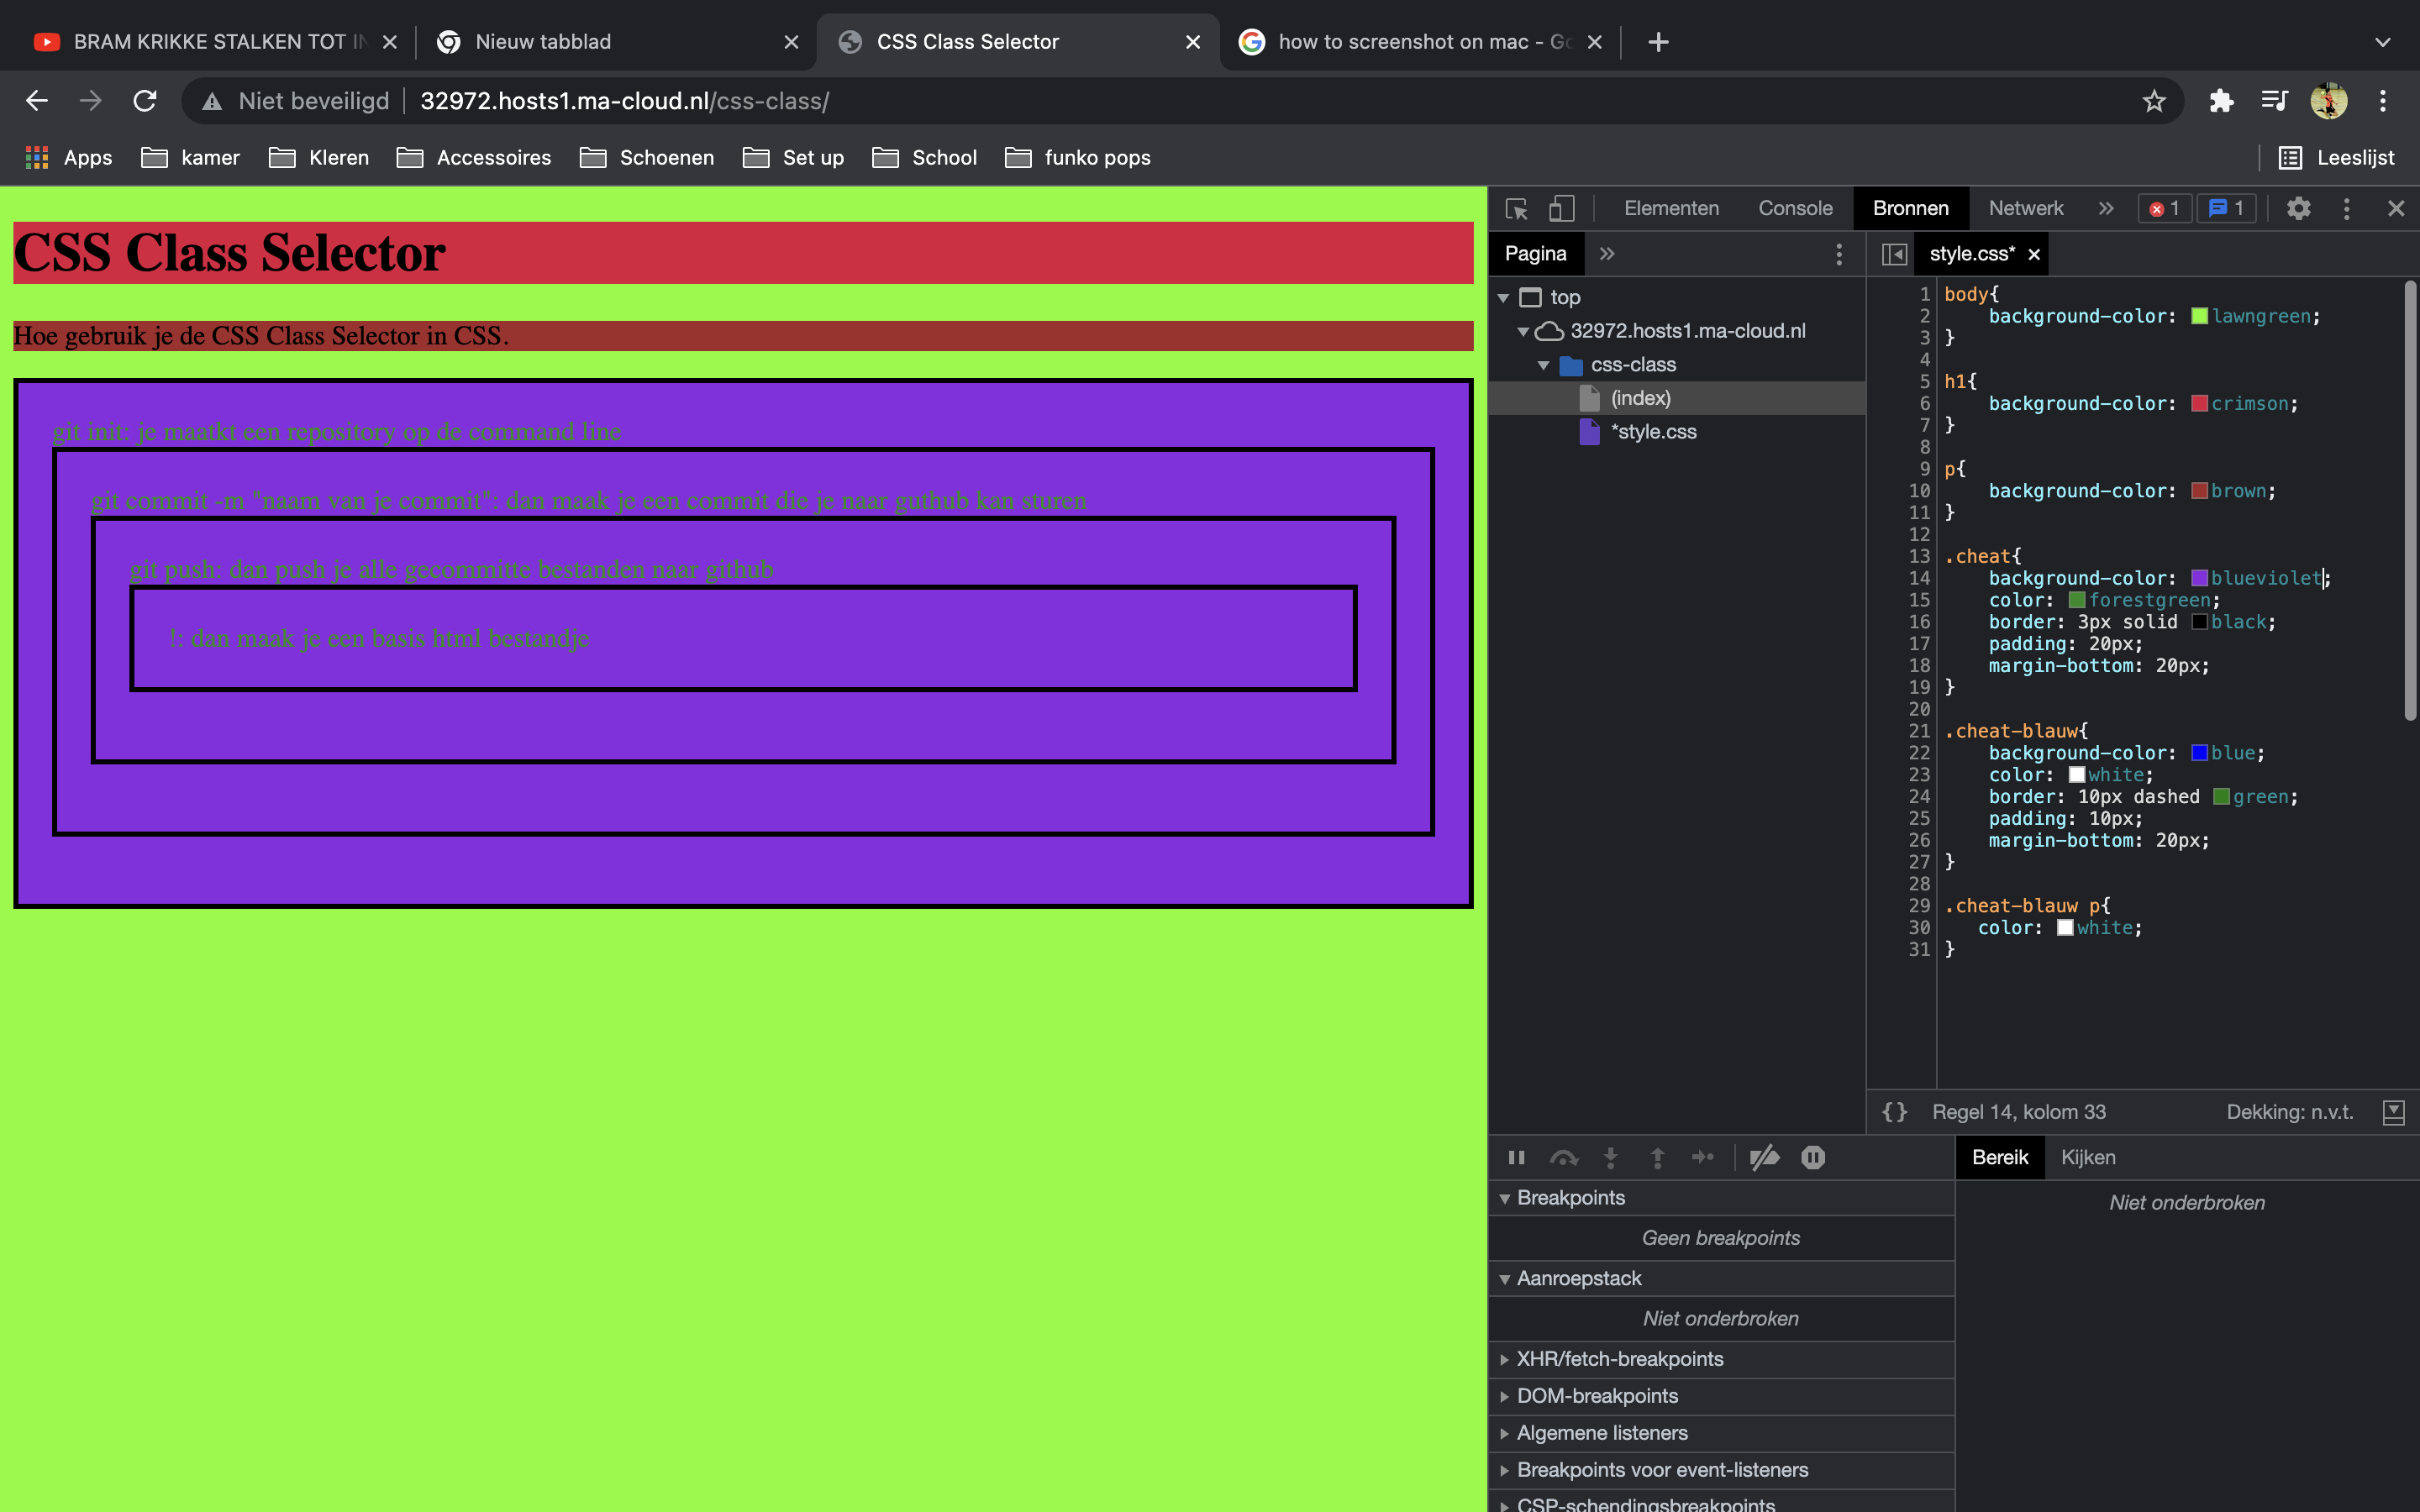 BRAM KRIKKE STALKEN TOT IN
Nieuw tabblad
CSS Class Selector
how to screenshot on mac - Go
Niet beveiligd
32972.hosts1.ma-cloud.nl/css-class/
Apps
kamer
Kleren
Accessoires
Schoenen
Set up
School
funko pops
Leeslijst
CSS Class Selector
Hoe gebruik je de CSS Class Selector in CSS.
git init: je maatkt een repository op de command line
git commit -m "naam van je commit": dan maak je een commit die je naar guthub kan sturen
git push: dan push je alle gecommitte bestanden naar github
!: dan maak je een basis html bestandje
Elementen
Console
Bronnen
Netwerk
1
1
Pagina
top
32972.hosts1.ma-cloud.nl
css-class
(index)
*style.css
style.css*
1 body{
2 background-color: lawngreen;
3 }
4
5 h1{
6 background-color: crimson;
7 }
8
9 p{
10 background-color: brown;
11 }
12
13 .cheat{
14 background-color: blueviolet;
15 color: forestgreen;
16 border: 3px solid black;
17 padding: 20px;
18 margin-bottom: 20px;
19 }
20
21 .cheat-blauw{
22 background-color: blue;
23 color: white;
24 border: 10px dashed green;
25 padding: 10px;
26 margin-bottom: 20px;
27 }
28
29 .cheat-blauw p{
30 color: white;
31 }
{} Regel 14, kolom 33
Dekking: n.v.t.
Breakpoints
Geen breakpoints
Aanroepstack
Niet onderbroken
XHR/fetch-breakpoints
DOM-breakpoints
Algemene listeners
Breakpoints voor event-listeners
CSP-schendingsbreakpoints
Bereik
Kijken
Niet onderbroken